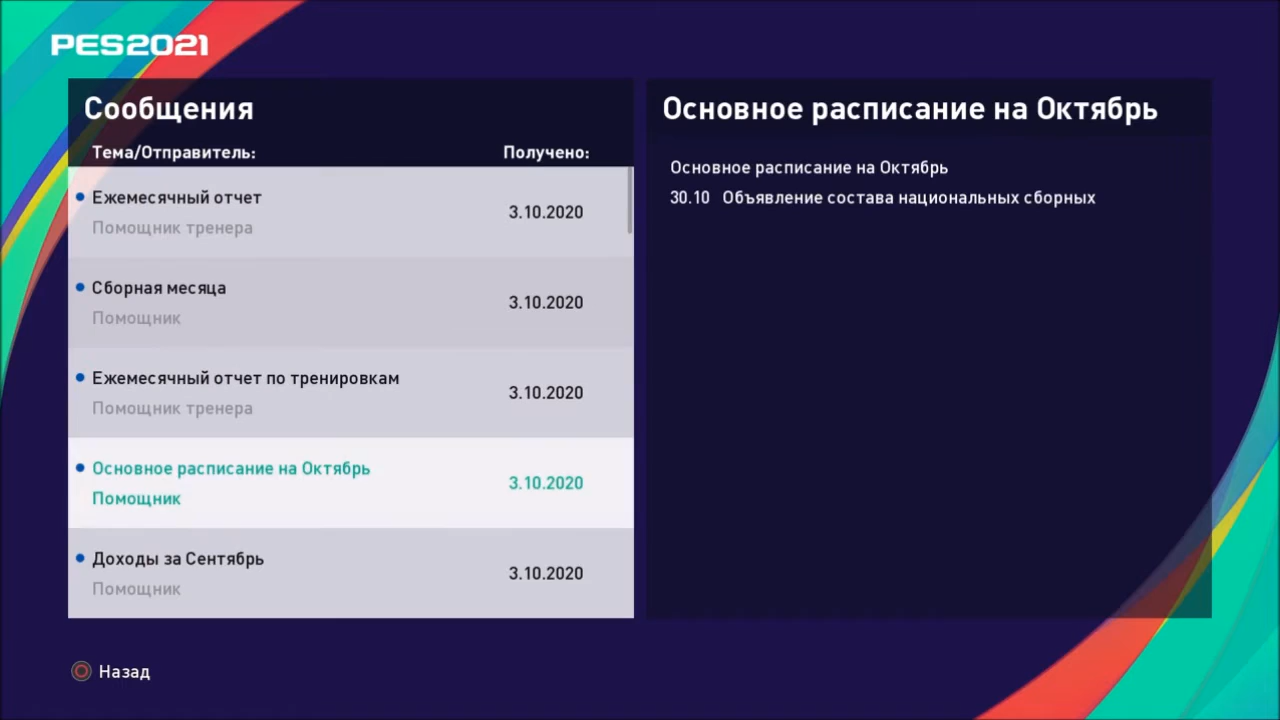 PES2021
Сообщения
Тема/Отправитель: Получено:
Ежемесячный отчет
Помощник тренера
3.10.2020
Сборная месяца
Помощник
3.10.2020
Ежемесячный отчет по тренировкам
Помощник тренера
3.10.2020
Основное расписание на Октябрь
Помощник
3.10.2020
Доходы за Сентябрь
Помощник
3.10.2020
Основное расписание на Октябрь
Основное расписание на Октябрь
30.10 Объявление состава национальных сборных
Назад